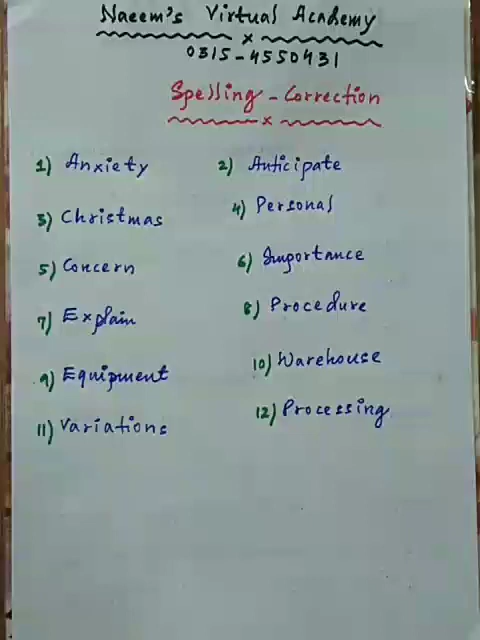 Naeem's Virtual Academy
x
0315-4550431
Spelling - Correction
x
1) Anxiety 2) Anticipate
3) Christmas 4) Personal
5) Concern 6) Importance
7) Explain 8) Procedure
9) Equipment 10) Warehouse
11) Variations 12) Processing